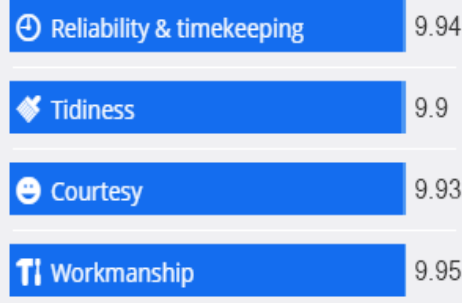 Reliability & timekeeping 9.94
Tidiness 9.9
Courtesy 9.93
Workmanship 9.95